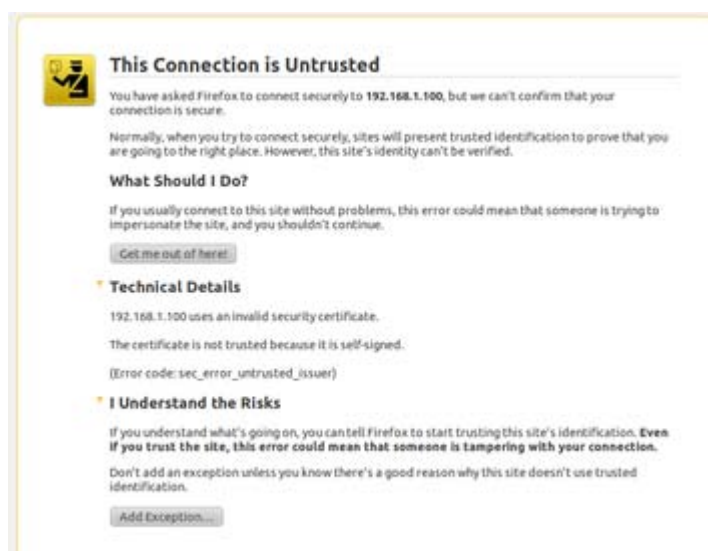 This Connection is Untrusted
You have asked Firefox to connect securely to 192.168.1.100, but we can't confirm that your
connection is secure.
Normally, when you try to connect securely, sites will present trusted identification to prove that you
are going to the right place. However, this site's identity can't be verified.
What Should I Do?
If you usually connect to this site without problems, this error could mean that someone is trying to
impersonate the site, and you shouldn't continue.
Get me out of here!
Technical Details
192.168.1.100 uses an invalid security certificate.
The certificate is not trusted because it is self-signed.
(Error code: sec_error_untrusted_issuer)
I Understand the Risks
If you understand what's going on, you can tell Firefox to start trusting this site's identification. Even
if you trust the site, this error could mean that someone is tampering with your connection.
Don't add an exception unless you know there's a good reason why this site doesn't use trusted
identification.
Add Exception...